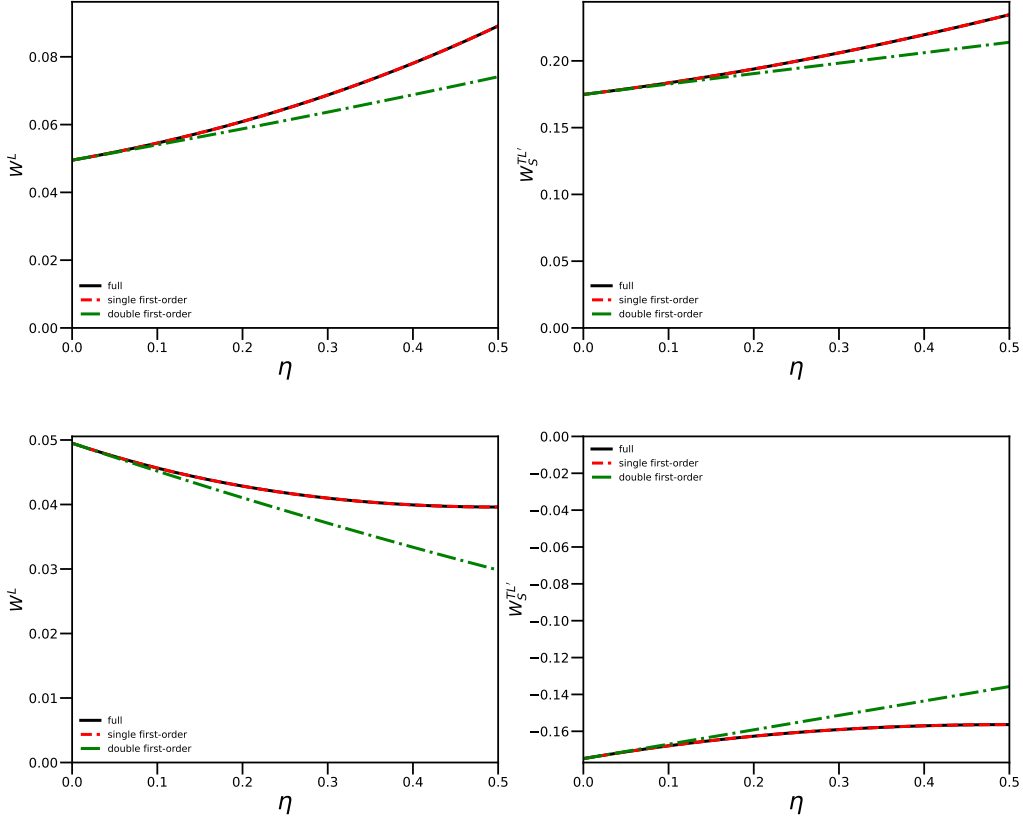 0.08
0.06
0.04
0.02
0.00
W^L
full
single first-order
double first-order
0.0 0.1 0.2 0.3 0.4 0.5
η
0.20
0.15
0.10
0.05
0.00
W_S^{TL'}
full
single first-order
double first-order
0.0 0.1 0.2 0.3 0.4 0.5
η
0.05
0.04
0.03
0.02
0.01
0.00
W^L
full
single first-order
double first-order
0.0 0.1 0.2 0.3 0.4 0.5
η
0.00
−0.02
−0.04
−0.06
−0.08
−0.10
−0.12
−0.14
−0.16
W_S^{TL'}
full
single first-order
double first-order
0.0 0.1 0.2 0.3 0.4 0.5
η